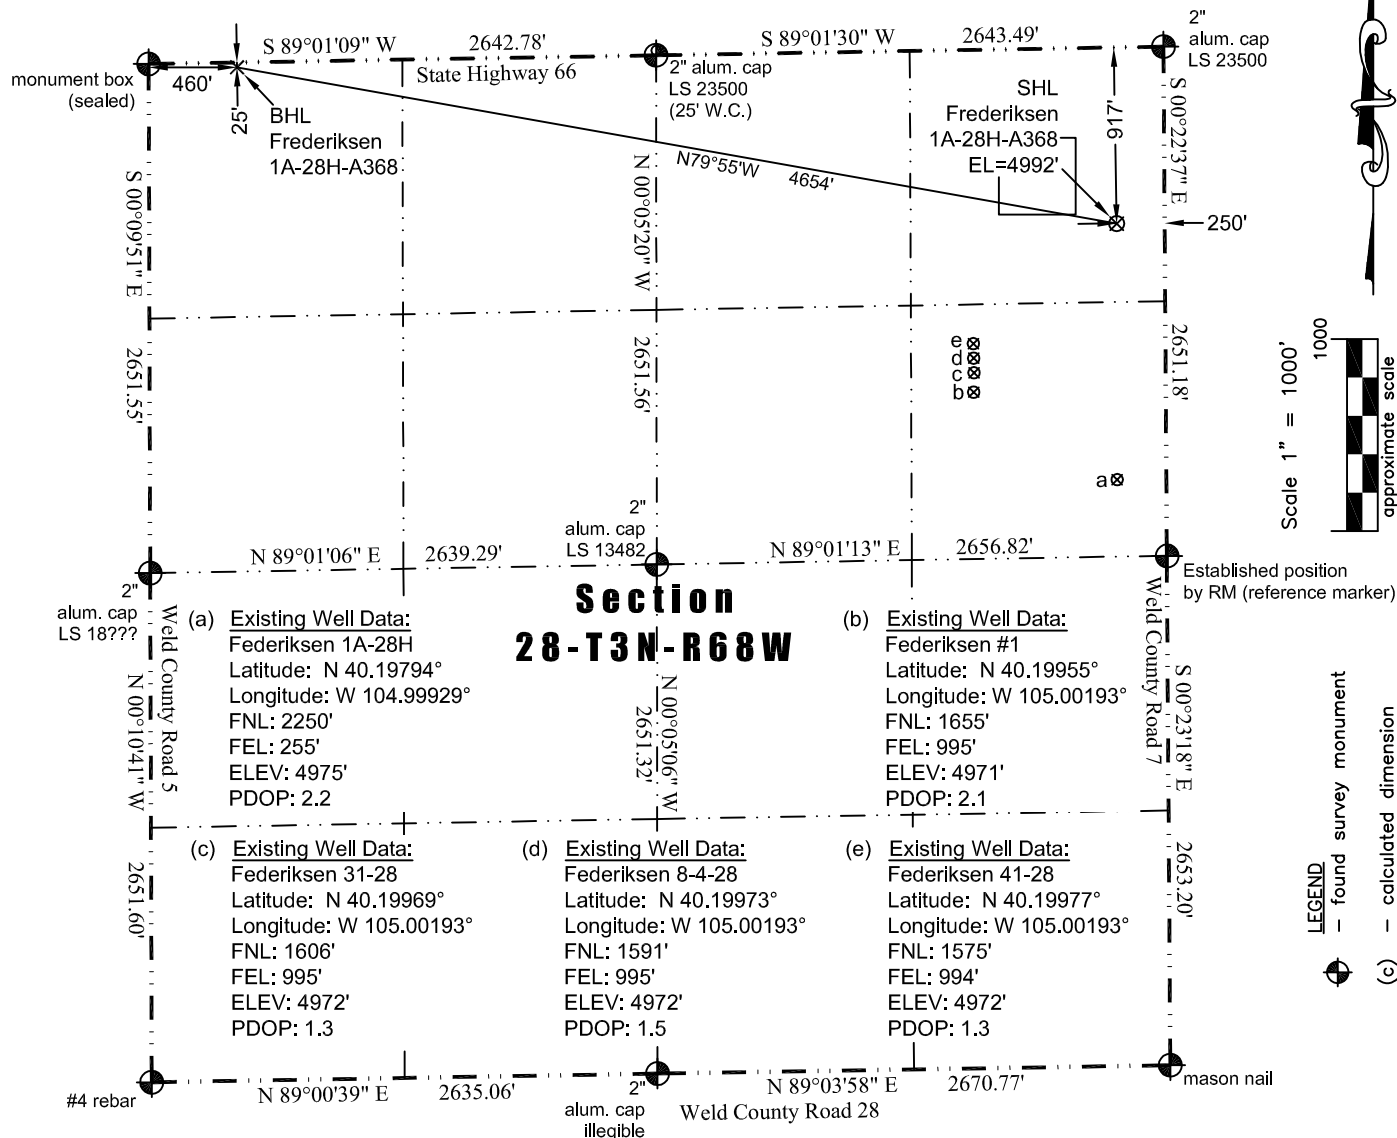 S 89°01'09" W 2642.78' S 89°01'30" W 2643.49'
2"
alum. cap
LS 23500
monument box
(sealed)
460'
25'
State Highway 66
2" alum. cap
LS 23500
(25' W.C.)
BHL
Frederiksen
1A-28H-A368
SHL
Frederiksen
1A-28H-A368
EL=4992'
917'
250'
N79°55'W 4654'
S 00°09'51" E 2651.55'
N 00°05'20" W 2651.56'
S 00°22'37" E 2651.18'
e
d
c
b
a
Scale 1" = 1000'
1000
approximate scale
2"
alum. cap
LS 13482
N 89°01'06" E 2639.29' N 89°01'13" E 2656.82'
Established position
by RM (reference marker)
2"
alum. cap
LS 18???
Section
28-T3N-R68W
Weld County Road 5
N 00°10'41" W 2651.60'
(a) Existing Well Data:
Federiksen 1A-28H
Latitude: N 40.19794°
Longitude: W 104.99929°
FNL: 2250'
FEL: 255'
ELEV: 4975'
PDOP: 2.2
N 00°05'06" W
2651.32'
(b) Existing Well Data:
Federiksen #1
Latitude: N 40.19955°
Longitude: W 105.00193°
FNL: 1655'
FEL: 995'
ELEV: 4971'
PDOP: 2.1
Weld County Road 7
S 00°23'18" E 2653.20'
(c) Existing Well Data:
Federiksen 31-28
Latitude: N 40.19969°
Longitude: W 105.00193°
FNL: 1606'
FEL: 995'
ELEV: 4972'
PDOP: 1.3
(d) Existing Well Data:
Federiksen 8-4-28
Latitude: N 40.19973°
Longitude: W 105.00193°
FNL: 1591'
FEL: 995'
ELEV: 4972'
PDOP: 1.5
(e) Existing Well Data:
Federiksen 41-28
Latitude: N 40.19977°
Longitude: W 105.00193°
FNL: 1575'
FEL: 994'
ELEV: 4972'
PDOP: 1.3
LEGEND
- found survey monument
(c) - calculated dimension
#4 rebar
N 89°00'39" E 2635.06' N 89°03'58" E 2670.77'
mason nail
2"
alum. cap
illegible
Weld County Road 28